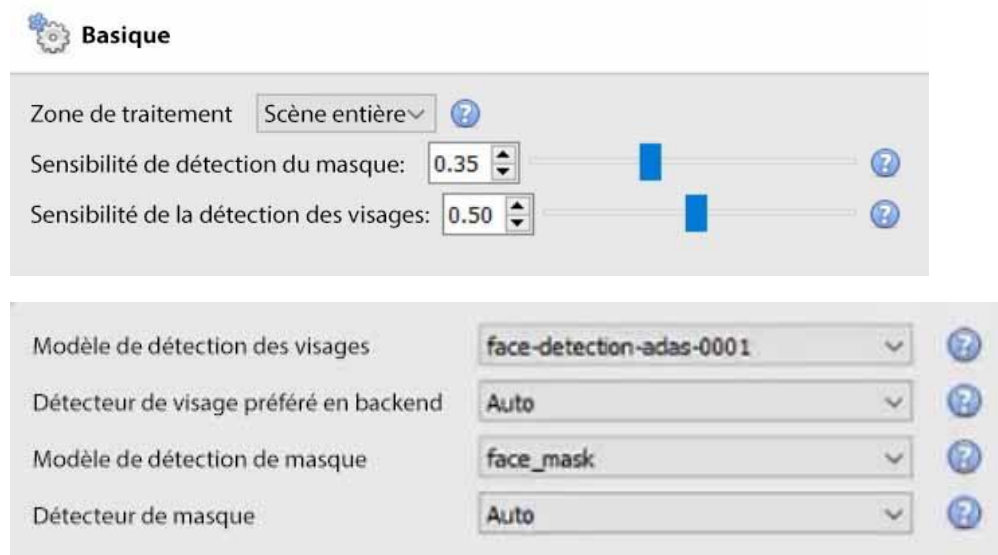 Basique
Zone de traitement Scène entière
Sensibilité de détection du masque: 0.35
Sensibilité de la détection des visages: 0.50
Modèle de détection des visages face-detection-adas-0001
Détecteur de visage préféré en backend Auto
Modèle de détection de masque face_mask
Détecteur de masque Auto